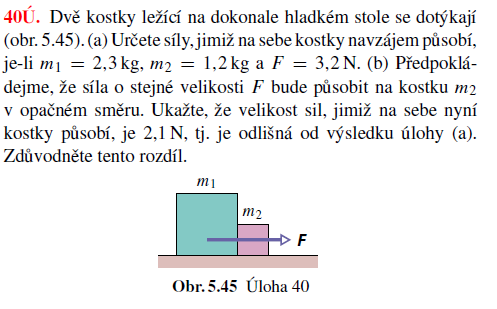 40Ú. Dvě kostky ležící na dokonale hladkém stole se dotýkají
(obr. 5.45). (a) Určete síly, jimiž na sebe kostky navzájem působí,
je-li m1 = 2,3 kg, m2 = 1,2 kg a F = 3,2 N. (b) Předpoklá-
dejme, že síla o stejné velikosti F bude působit na kostku m2
v opačném směru. Ukažte, že velikost sil, jimiž na sebe nyní
kostky působí, je 2,1 N, tj. je odlišná od výsledku úlohy (a).
Zdůvodněte tento rozdíl.
m1
m2
F
Obr. 5.45 Úloha 40